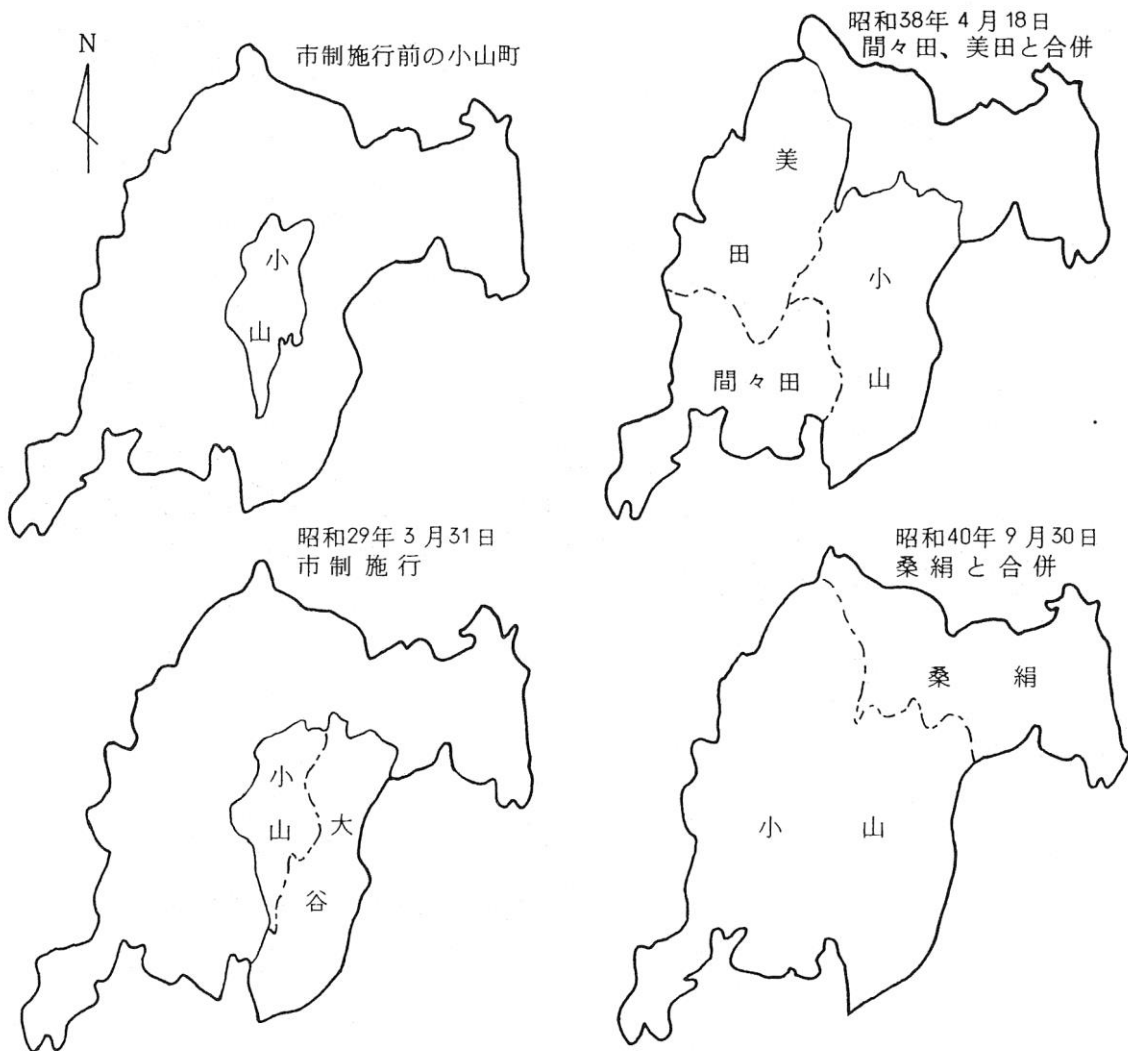 N
市制施行前の小山町
小
山
昭和38年4月18日
間々田、美田と合併
美
田
小
山
間々田
昭和29年3月31日
市制施行
小
山
大
谷
昭和40年9月30日
桑絹と合併
桑絹
小山